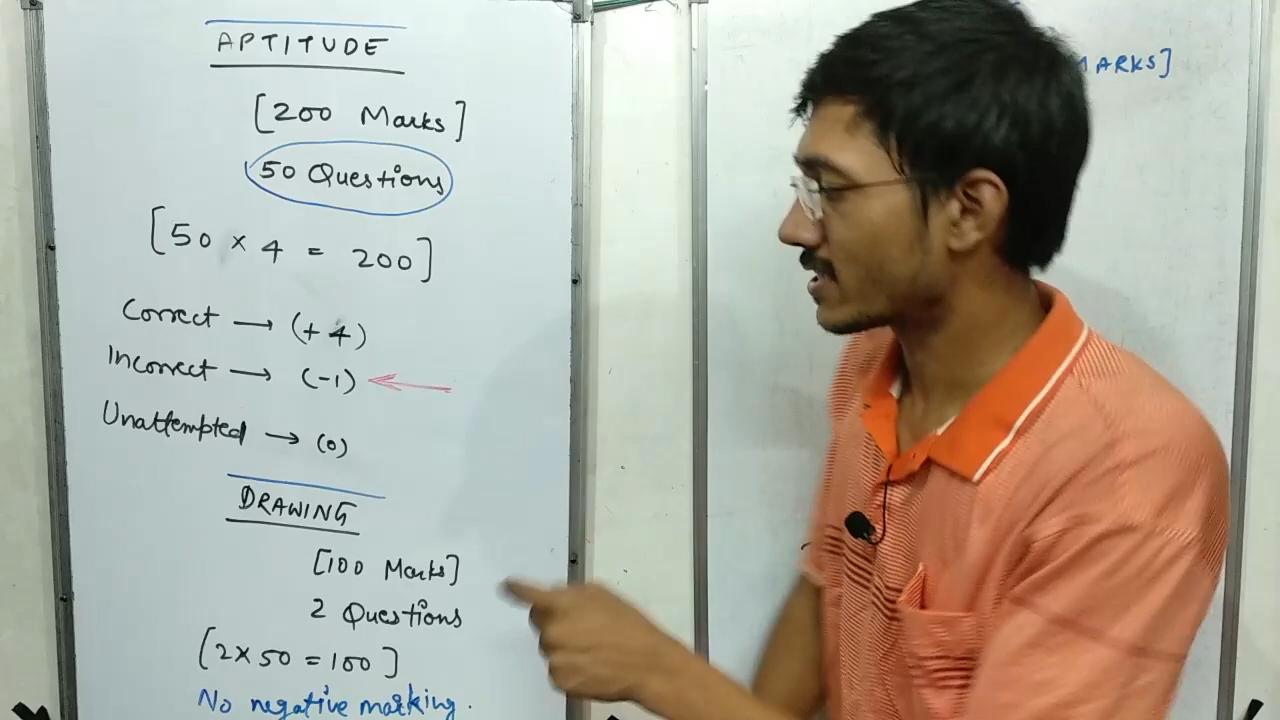 APTITUDE
[200 Marks]
50 Questions
[50 × 4 = 200]
Correct → (+4)
Incorrect → (-1)
Unattempted → (0)
DRAWING
[100 Marks]
2 Questions
[2×50 = 100]
No negative marking.
MARKS]